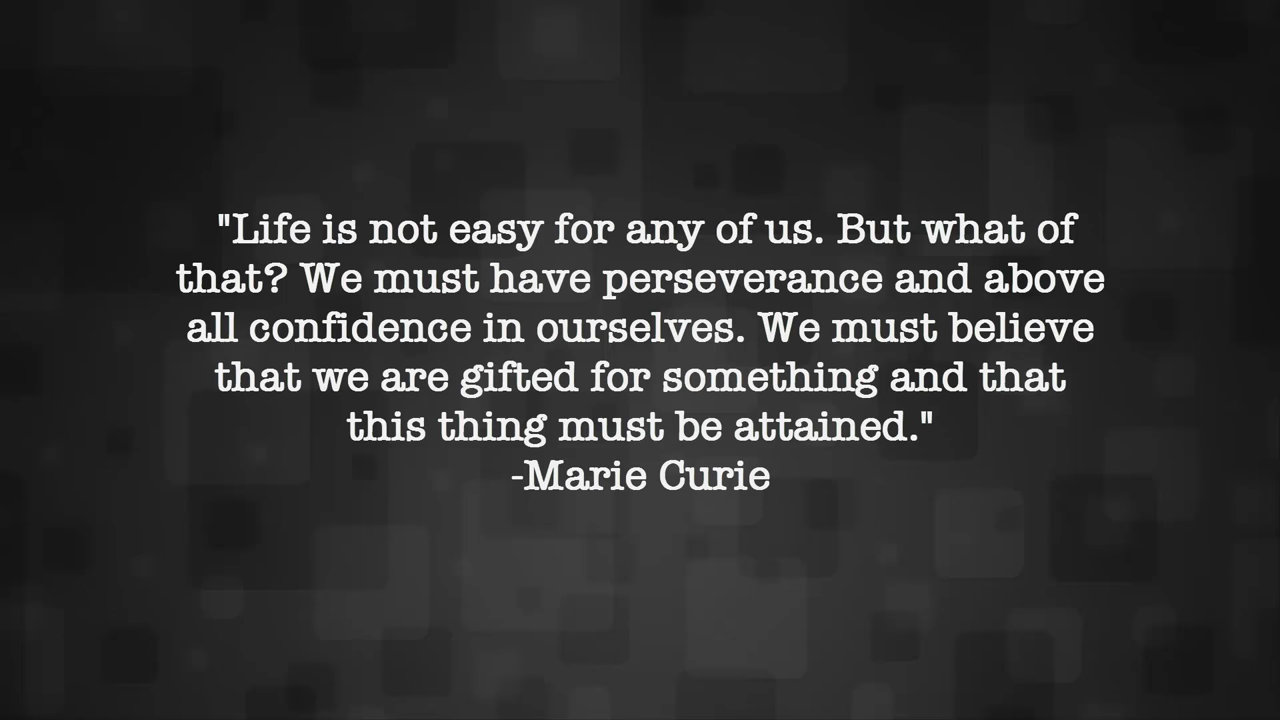 "Life is not easy for any of us. But what of
that? We must have perseverance and above
all confidence in ourselves. We must believe
that we are gifted for something and that
this thing must be attained."
-Marie Curie